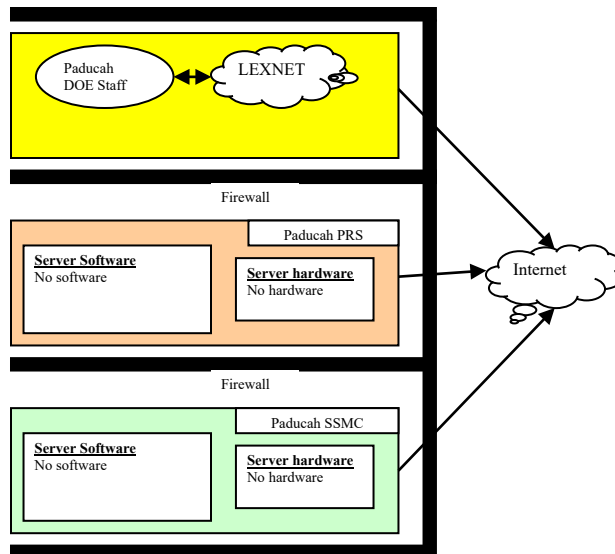 Paducah
DOE Staff
LEXNET
Firewall
Paducah PRS
Server Software
No software
Server hardware
No hardware
Internet
Firewall
Paducah SSMC
Server Software
No software
Server hardware
No hardware